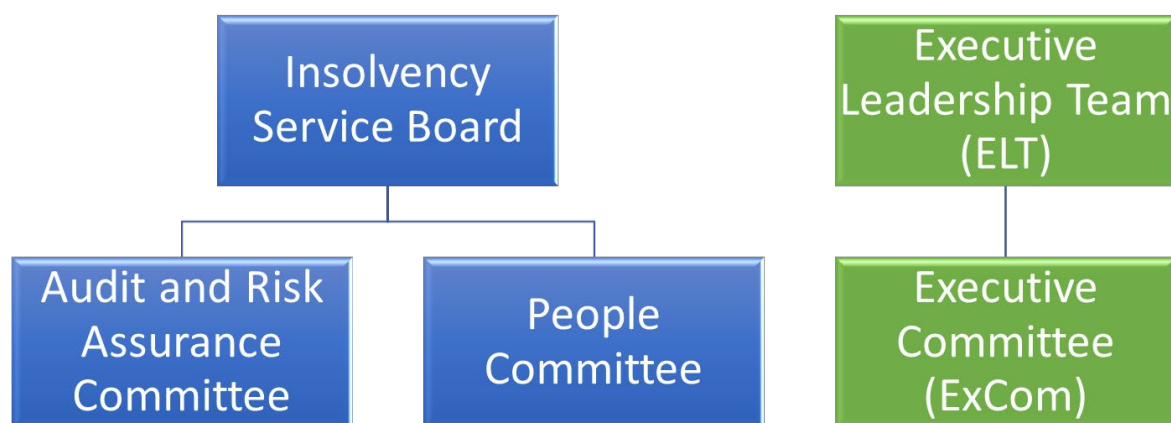 Insolvency
Service Board
Executive
Leadership Team
(ELT)
Audit and Risk
Assurance
Committee
People
Committee
Executive
Committee
(ExCom)